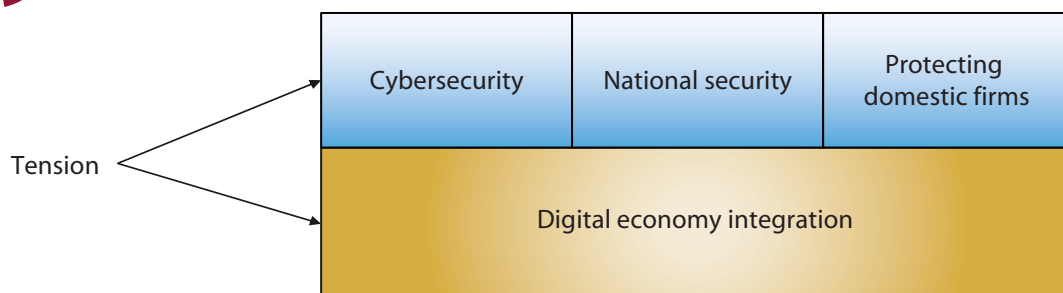 Cybersecurity
National security
Protecting
domestic firms
Tension
Digital economy integration